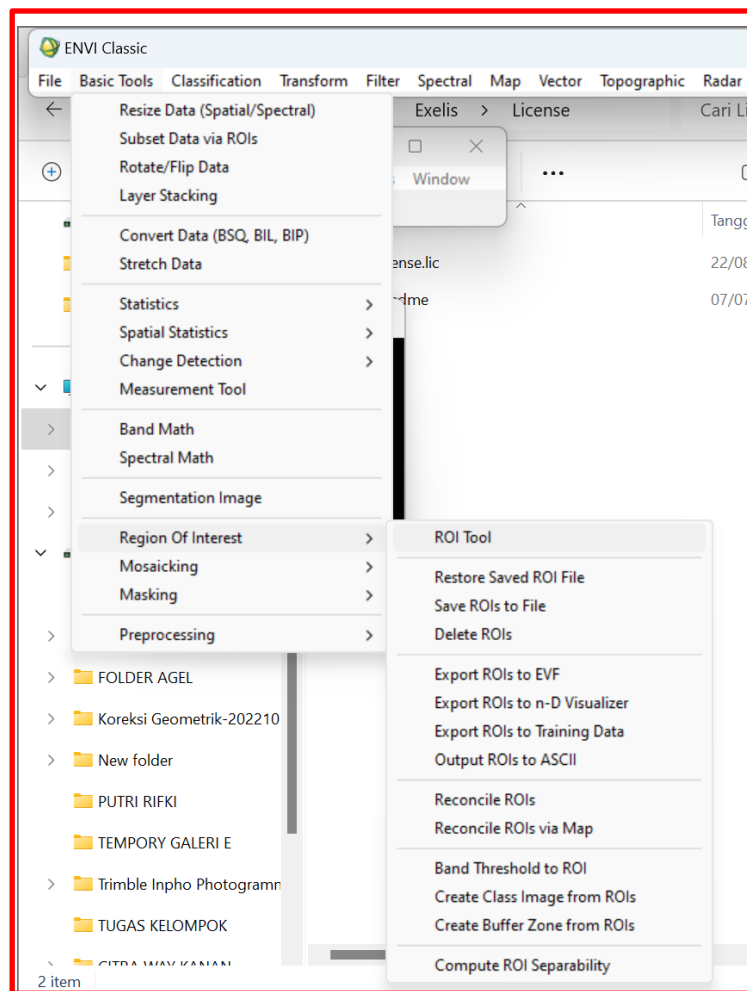 ENVI Classic
File Basic Tools Classification Transform Filter Spectral Map Vector Topographic Radar
Exelis > License
Cari Li
Window
Tangg
ense.lic
22/08
dme
07/07
Resize Data (Spatial/Spectral)
Subset Data via ROIs
Rotate/Flip Data
Layer Stacking
Convert Data (BSQ, BIL, BIP)
Stretch Data
Statistics
Spatial Statistics
Change Detection
Measurement Tool
Band Math
Spectral Math
Segmentation Image
Region Of Interest
Mosaicking
Masking
Preprocessing
ROI Tool
Restore Saved ROI File
Save ROIs to File
Delete ROIs
Export ROIs to EVF
Export ROIs to n-D Visualizer
Export ROIs to Training Data
Output ROIs to ASCII
Reconcile ROIs
Reconcile ROIs via Map
Band Threshold to ROI
Create Class Image from ROIs
Create Buffer Zone from ROIs
Compute ROI Separability
FOLDER AGEL
Koreksi Geometrik-202210
New folder
PUTRI RIFKI
TEMPORY GALERI E
Trimble Inpho Photogramm
TUGAS KELOMPOK
CITRA WAY KANAN
2 item